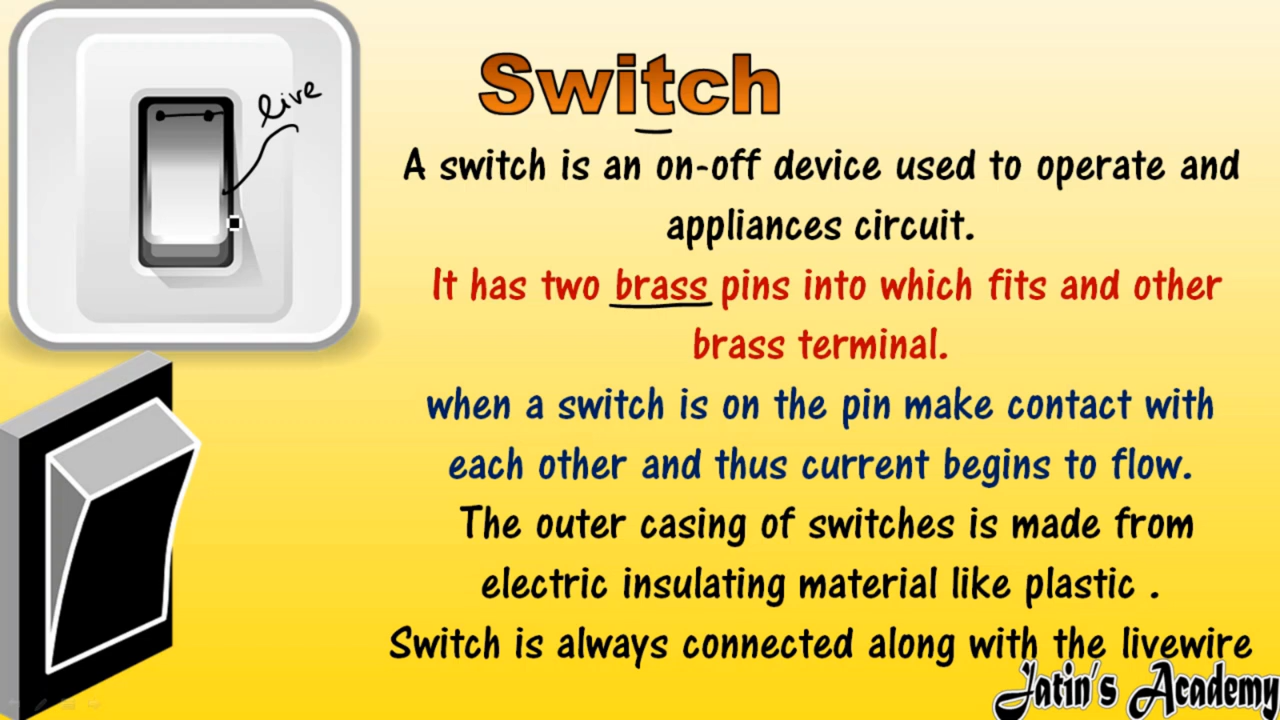 live
Switch
A switch is an on-off device used to operate and
appliances circuit.
It has two brass pins into which fits and other
brass terminal.
when a switch is on the pin make contact with
each other and thus current begins to flow.
The outer casing of switches is made from
electric insulating material like plastic .
Switch is always connected along with the livewire
Jatin's Academy